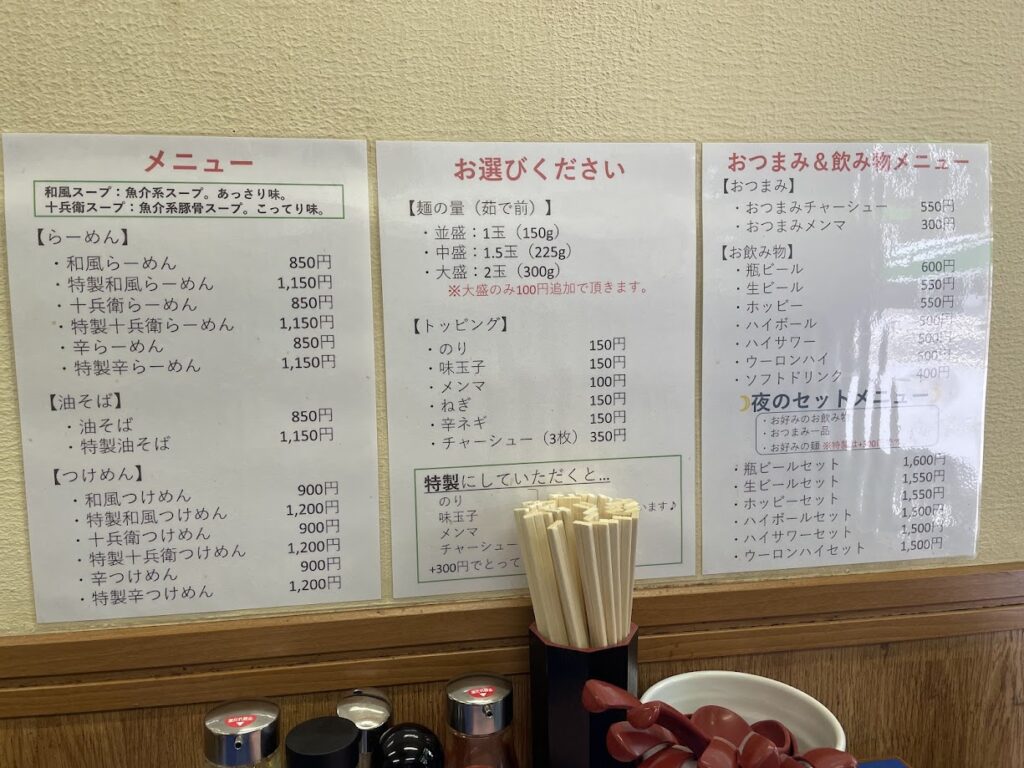 メニュー
和風スープ：魚介系スープ。あっさり味。
十兵衛スープ：魚介系豚骨スープ。こってり味。
【らーめん】
・和風らーめん 850円
・特製和風らーめん 1,150円
・十兵衛らーめん 850円
・特製十兵衛らーめん 1,150円
・辛らーめん 850円
・特製辛らーめん 1,150円
【油そば】
・油そば 850円
・特製油そば 1,150円
【つけめん】
・和風つけめん 900円
・特製和風つけめん 1,200円
・十兵衛つけめん 900円
・特製十兵衛つけめん 1,200円
・辛つけめん 900円
・特製辛つけめん 1,200円
お選びください
【麺の量（茹で前）】
・並盛：1玉（150g）
・中盛：1.5玉（225g）
・大盛：2玉（300g）
※大盛のみ100円追加で頂きます。
【トッピング】
・のり 150円
・味玉子 150円
・メンマ 100円
・ねぎ 150円
・辛ネギ 150円
・チャーシュー（3枚） 350円
特製にしていただくと…
のり
味玉子
メンマ
チャーシュー
います♪
+300円でとって
おつまみ＆飲み物メニュー
【おつまみ】
・おつまみチャーシュー 550円
・おつまみメンマ 300円
【お飲み物】
・瓶ビール 600円
・生ビール 550円
・ホッピー 550円
・ハイボール 500円
・ハイサワー 500円
・ウーロンハイ
・ソフトドリンク 400円
夜のセットメニュー
・お好みのお飲み物
・おつまみ一品
・お好みの麺 ※特製は+300円
・瓶ビールセット 1,600円
・生ビールセット 1,550円
・ホッピーセット 1,550円
・ハイボールセット 1,500円
・ハイサワーセット 1,500円
・ウーロンハイセット 1,500円